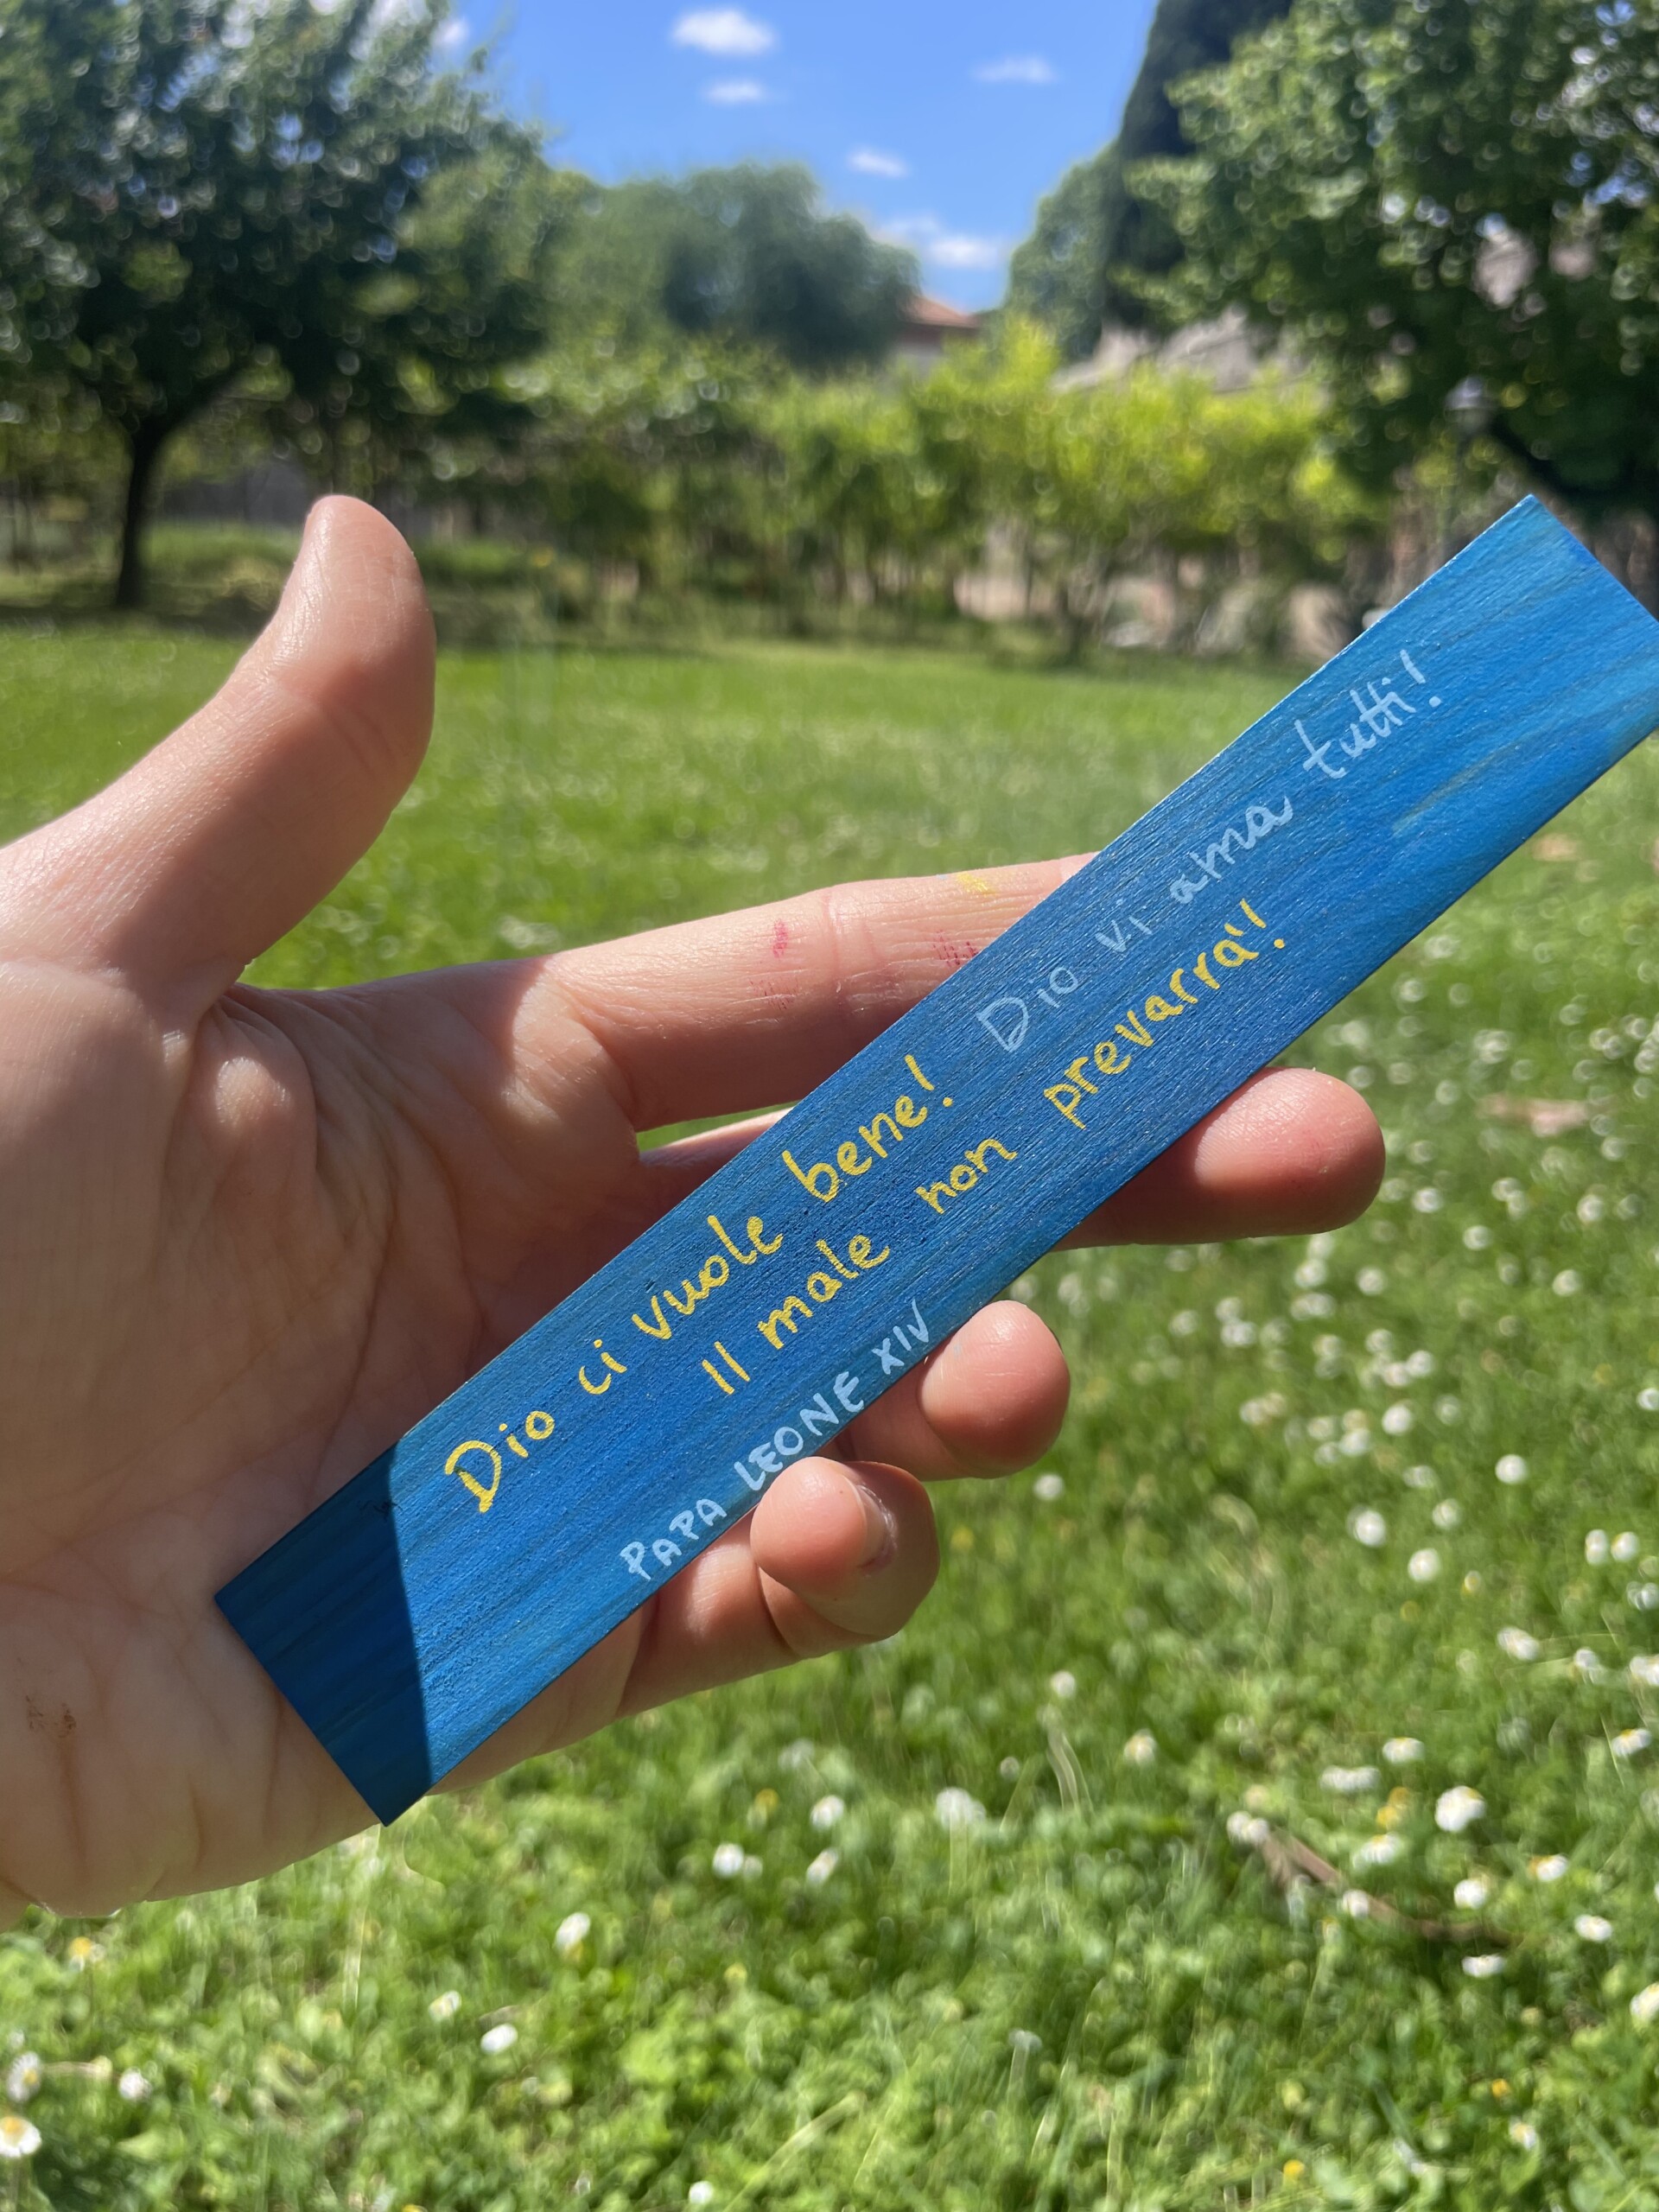 Dio ci vuole bene! Dio vi ama tutti!
Il male non prevarrà!
PAPA LEONE XIV